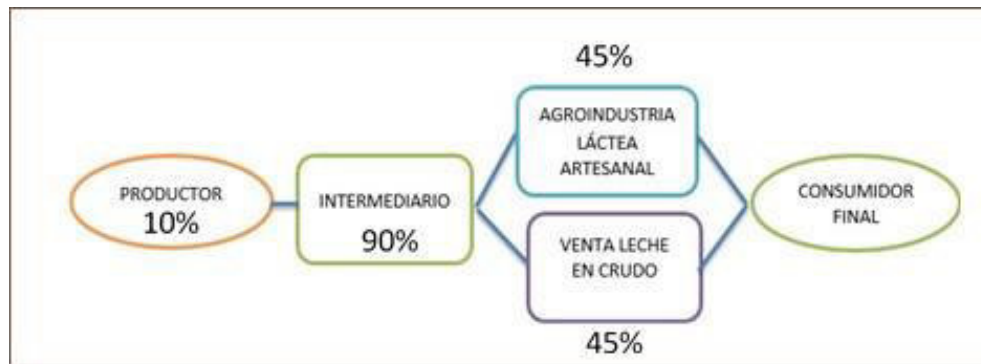 PRODUCTOR
10%
INTERMEDIARIO
90%
45%
AGROINDUSTRIA
LÁCTEA
ARTESANAL
VENTA LECHE
EN CRUDO
45%
CONSUMIDOR
FINAL